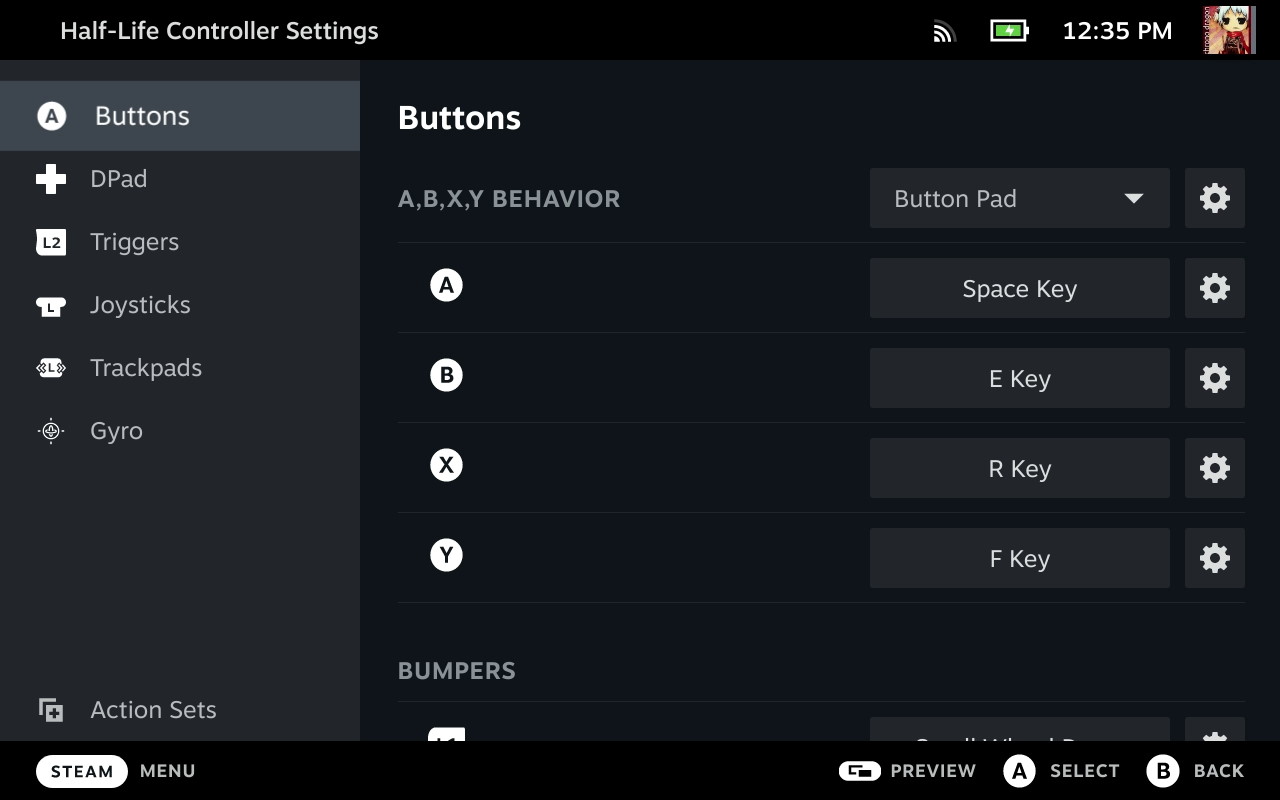 Half-Life Controller Settings
12:35 PM
A Buttons
DPad
L2 Triggers
L Joysticks
L Trackpads
Gyro
Action Sets
Buttons
A,B,X,Y BEHAVIOR
Button Pad
A
Space Key
B
E Key
X
R Key
Y
F Key
BUMPERS
STEAM MENU
PREVIEW
A SELECT
B BACK